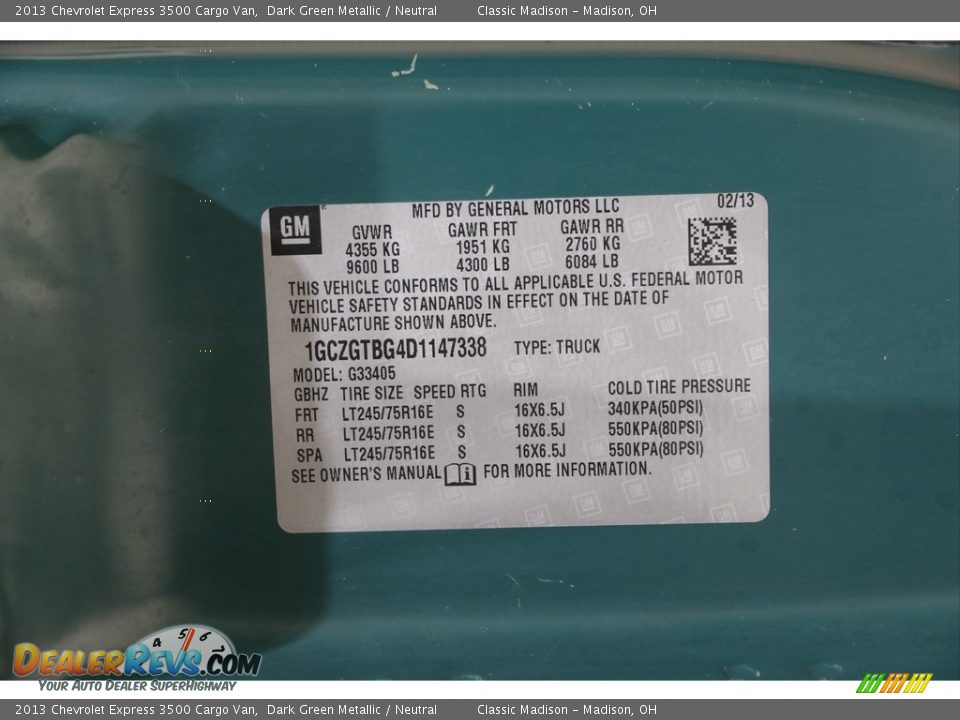 2013 Chevrolet Express 3500 Cargo Van, Dark Green Metallic / Neutral Classic Madison – Madison, OH
GM MFD BY GENERAL MOTORS LLC 02/13
GVWR GAWR FRT GAWR RR
4355 KG 1951 KG 2760 KG
9600 LB 4300 LB 6084 LB
THIS VEHICLE CONFORMS TO ALL APPLICABLE U.S. FEDERAL MOTOR
VEHICLE SAFETY STANDARDS IN EFFECT ON THE DATE OF
MANUFACTURE SHOWN ABOVE.
1GCZGTBG4D1147338 TYPE: TRUCK
MODEL: G33405
GBHZ TIRE SIZE SPEED RTG RIM COLD TIRE PRESSURE
FRT LT245/75R16E S 16X6.5J 340KPA(50PSI)
RR LT245/75R16E S 16X6.5J 550KPA(80PSI)
SPA LT245/75R16E S 16X6.5J 550KPA(80PSI)
SEE OWNER'S MANUAL i FOR MORE INFORMATION.
4 5 6
DEALERREVS.COM
YOUR AUTO DEALER SUPERHIGHWAY
2013 Chevrolet Express 3500 Cargo Van, Dark Green Metallic / Neutral Classic Madison – Madison, OH